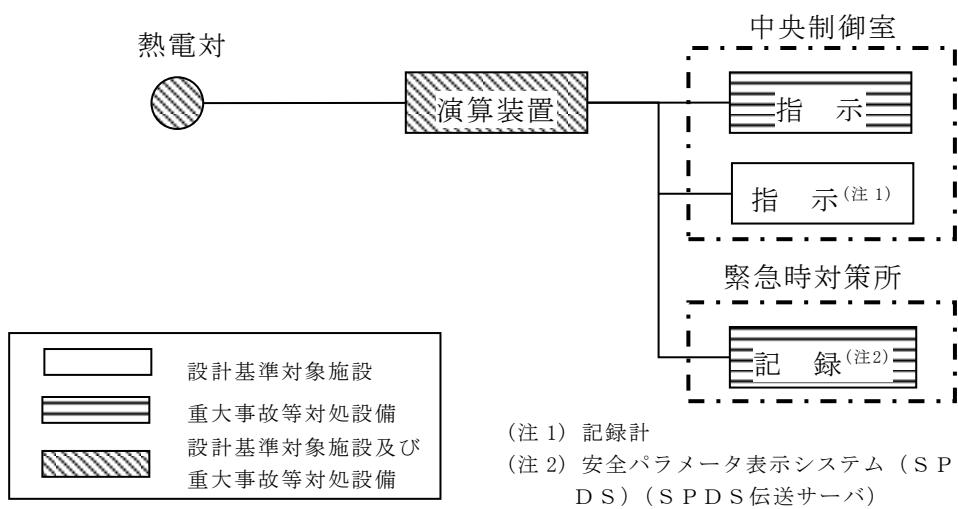 中央制御室
熱電対
演算装置
指 示
指 示(注1)
緊急時対策所
記 録(注2)
設計基準対象施設
重大事故等対処設備
設計基準対象施設及び
重大事故等対処設備
(注1) 記録計
(注2) 安全パラメータ表示システム(SP
DS)(SPDS伝送サーバ)